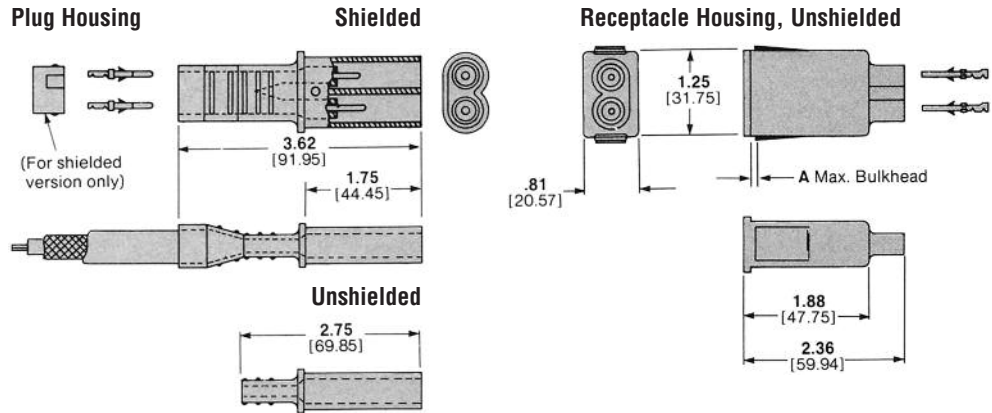 Plug Housing
Shielded
Receptacle Housing, Unshielded
(For shielded
version only)
3.62
[91.95]
1.75
[44.45]
1.25
[31.75]
.81
[20.57]
A Max. Bulkhead
Unshielded
2.75
[69.85]
1.88
[47.75]
2.36
[59.94]